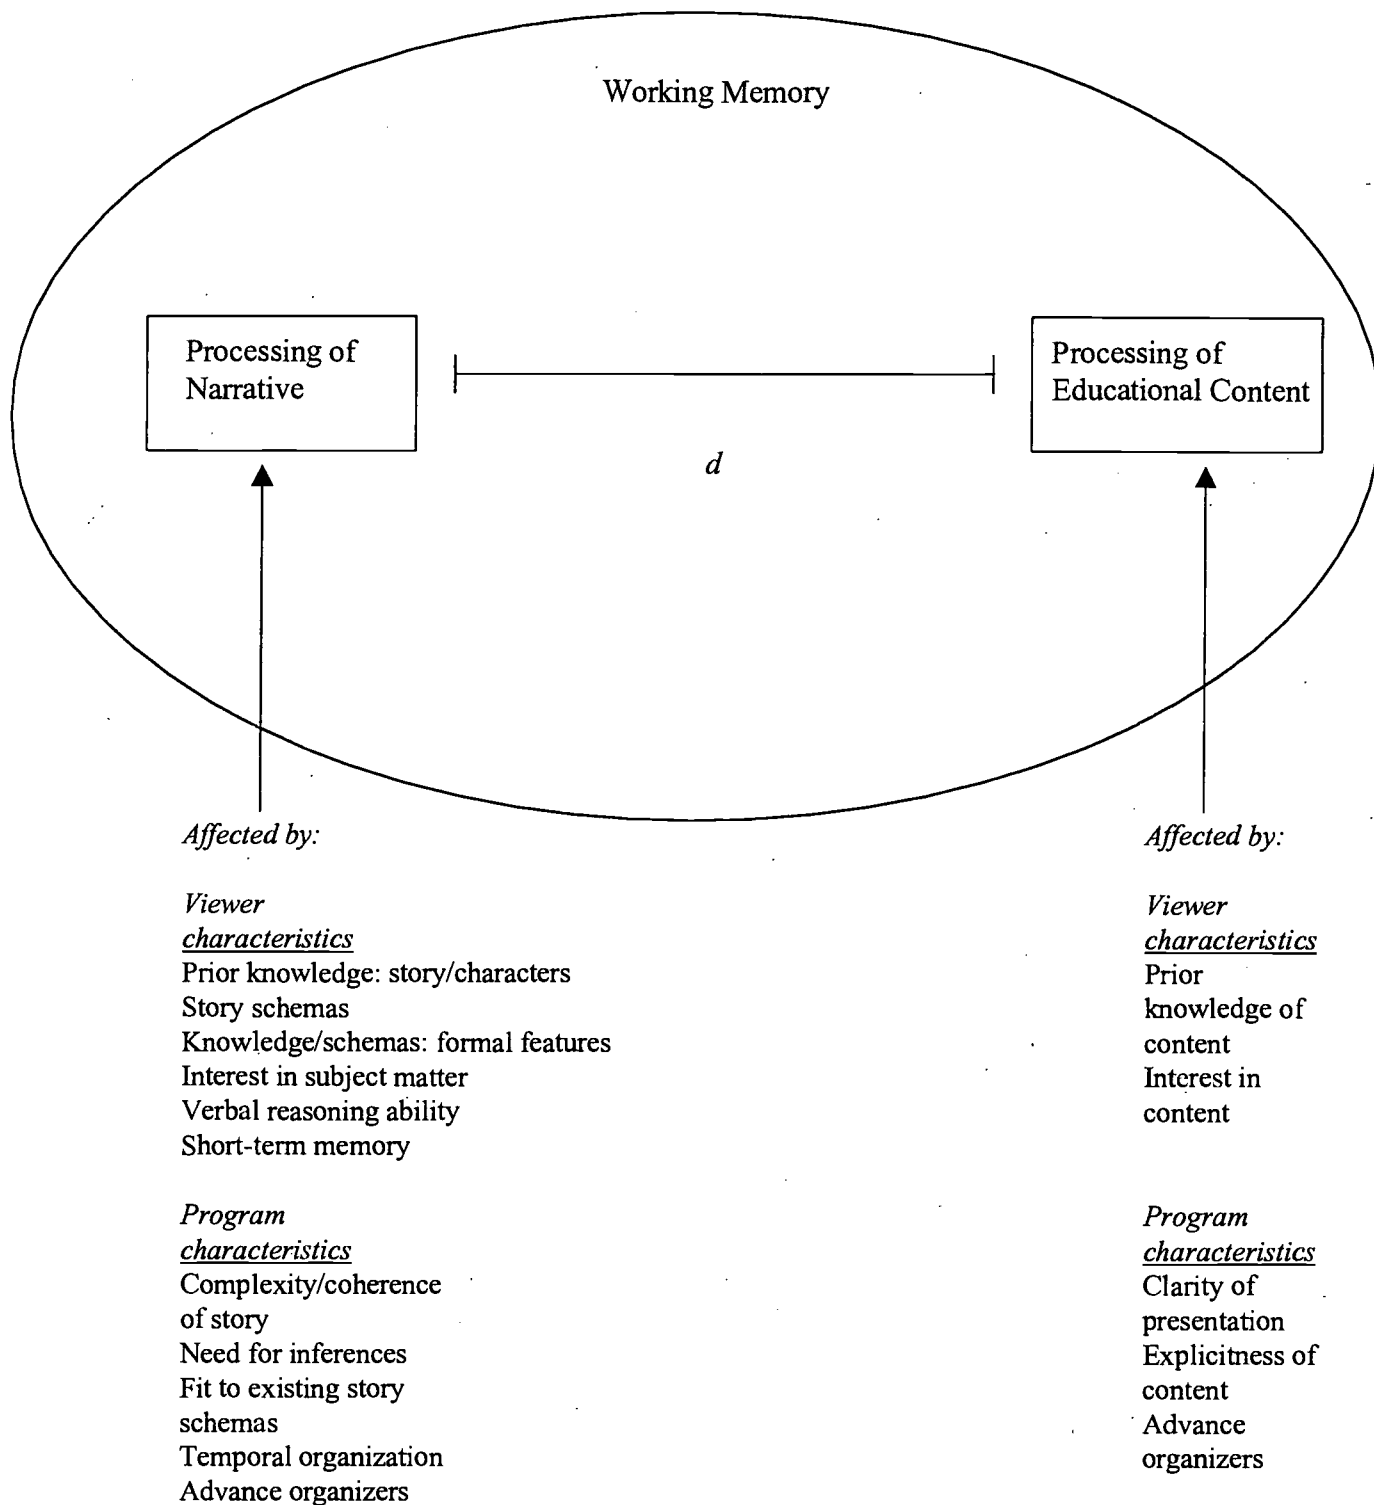 Working Memory
Processing of
Narrative
Processing of
Educational Content
d
Affected by:
Viewer
characteristics
Prior knowledge: story/characters
Story schemas
Knowledge/schemas: formal features
Interest in subject matter
Verbal reasoning ability
Short-term memory
Program
characteristics
Complexity/coherence
of story
Need for inferences
Fit to existing story
schemas
Temporal organization
Advance organizers
Affected by:
Viewer
characteristics
Prior
knowledge of
content
Interest in
content
Program
characteristics
Clarity of
presentation
Explicitness of
content
Advance
organizers